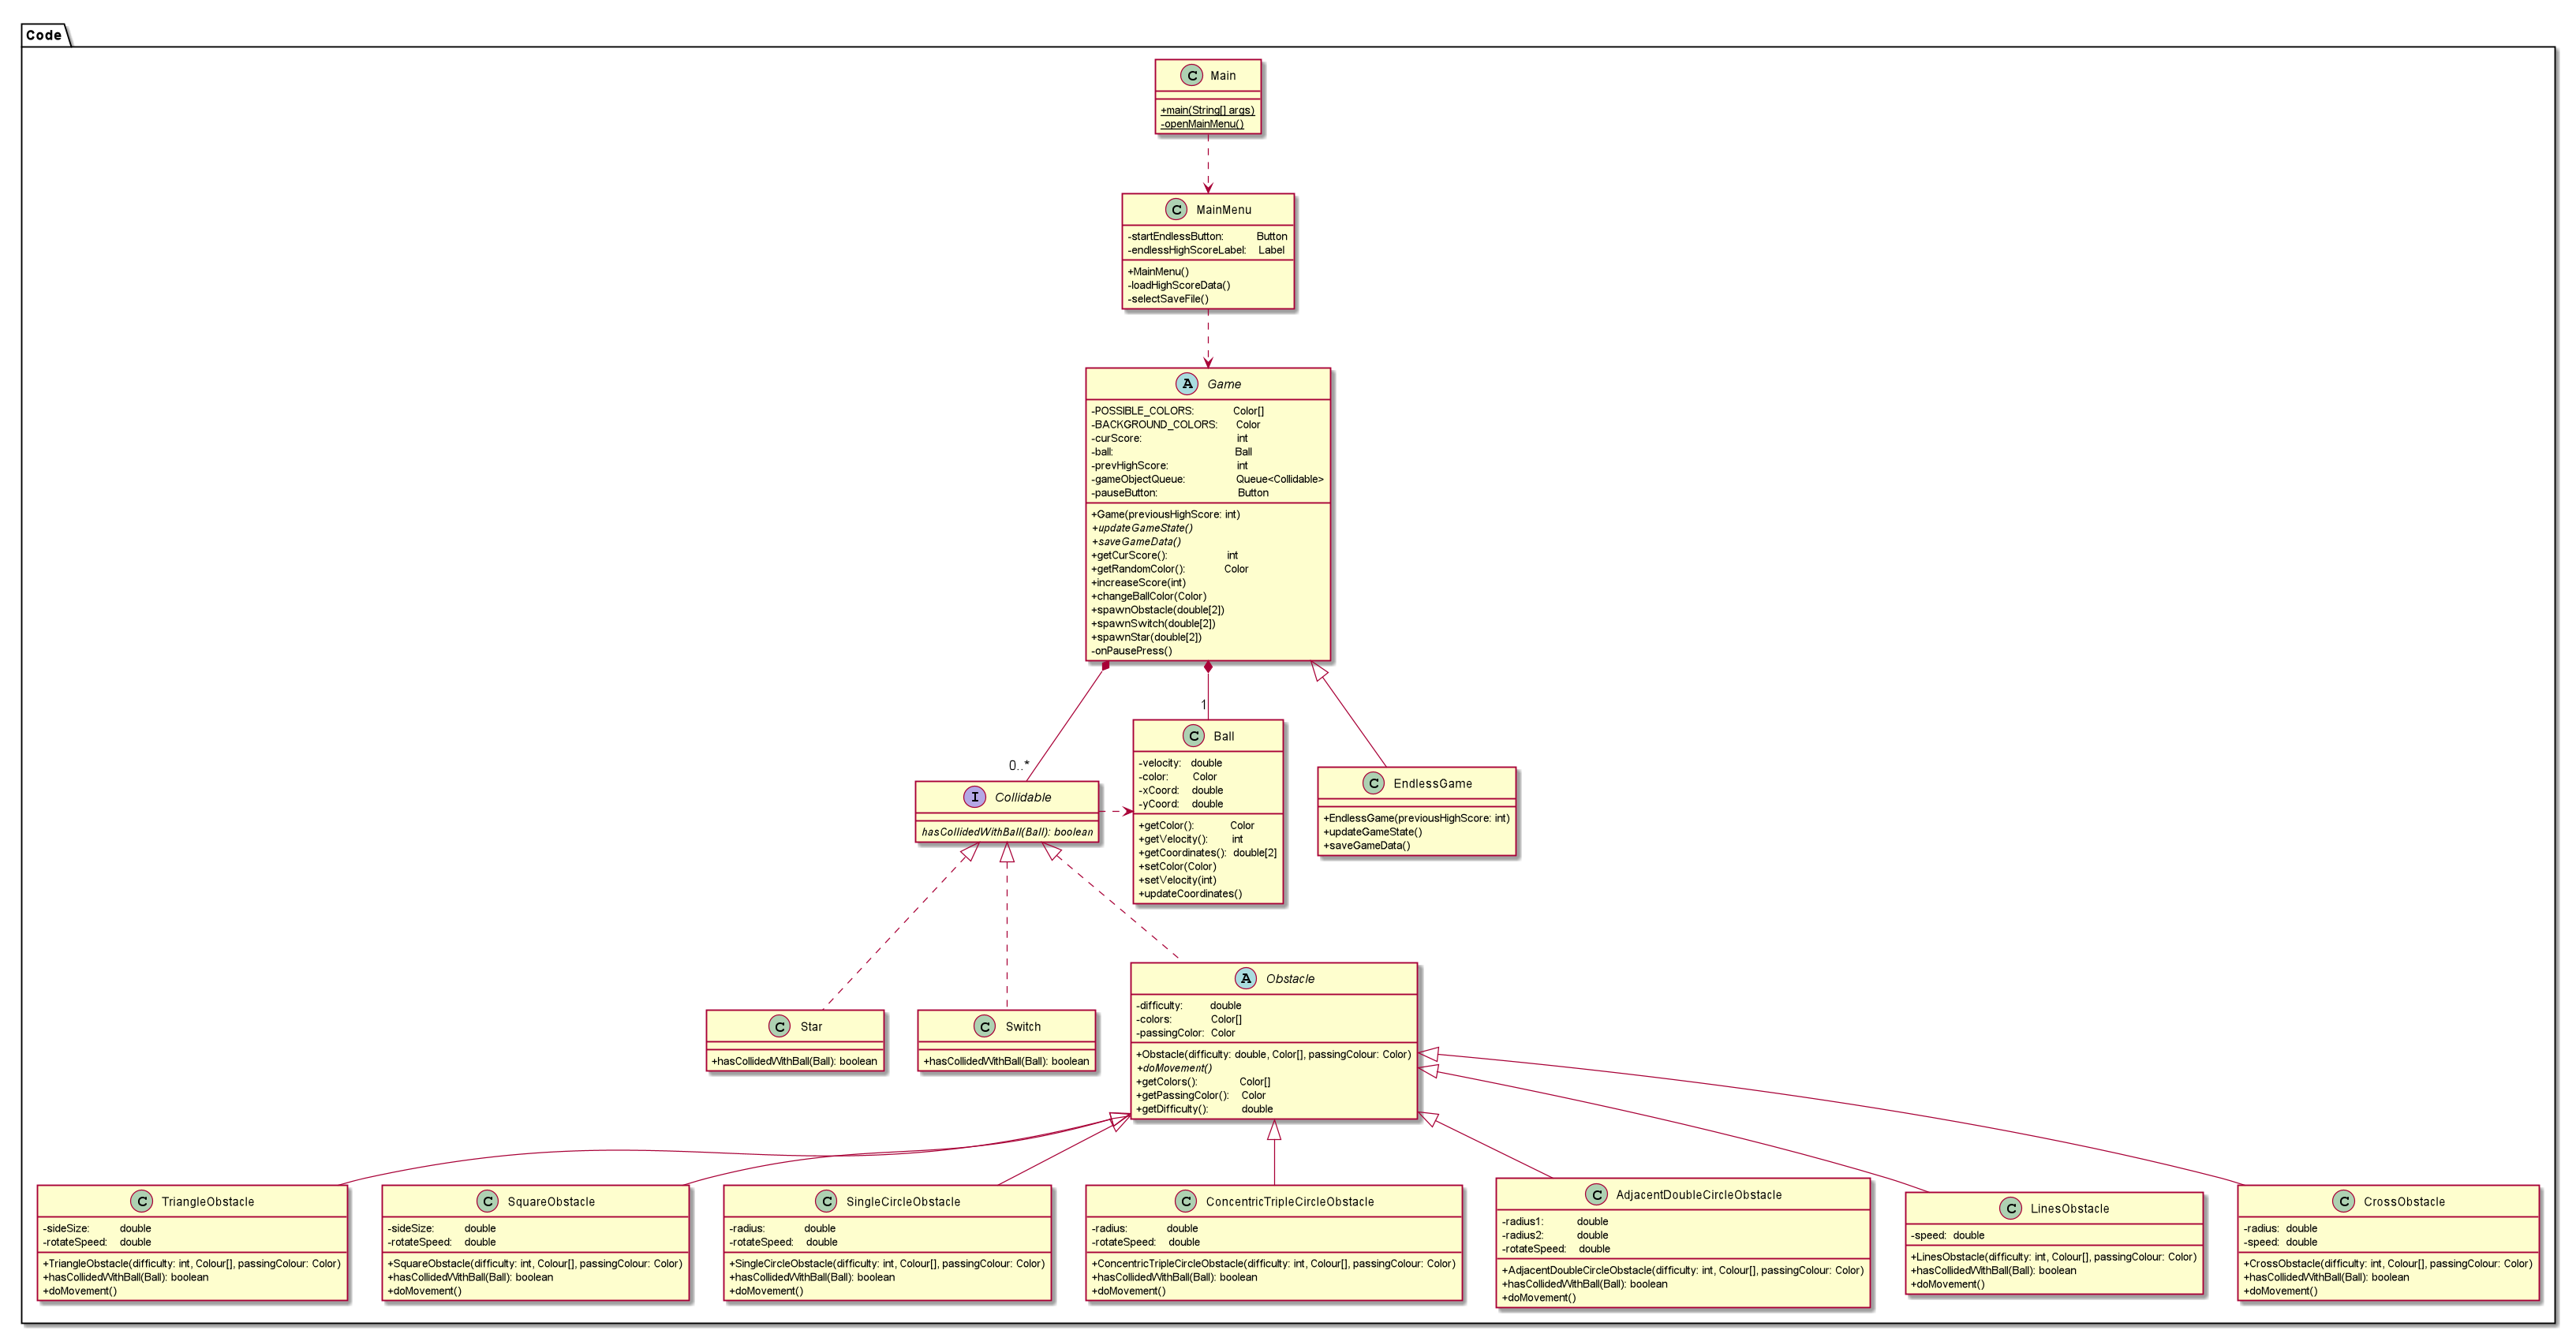 Code
C Main
+main(String[] args)
-openMainMenu()
C MainMenu
-startEndlessButton: Button
-endlessHighScoreLabel: Label
+MainMenu()
-loadHighScoreData()
-selectSaveFile()
A Game
-POSSIBLE_COLORS: Color[]
-BACKGROUND_COLORS: Color
-curScore: int
-ball: Ball
-prevHighScore: int
-gameObjectQueue: Queue<Collidable>
-pauseButton: Button
+Game(previousHighScore: int)
+updateGameState()
+saveGameData()
+getCurScore(): int
+getRandomColor(): Color
+increaseScore(int)
+changeBallColor(Color)
+spawnObstacle(double[2])
+spawnSwitch(double[2])
+spawnStar(double[2])
-onPausePress()
0..*
1
I Collidable
hasCollidedWithBall(Ball): boolean
C Ball
-velocity: double
-color: Color
-xCoord: double
-yCoord: double
+getColor(): Color
+getVelocity(): int
+getCoordinates(): double[2]
+setColor(Color)
+setVelocity(int)
+updateCoordinates()
C EndlessGame
+EndlessGame(previousHighScore: int)
+updateGameState()
+saveGameData()
C Star
+hasCollidedWithBall(Ball): boolean
C Switch
+hasCollidedWithBall(Ball): boolean
A Obstacle
-difficulty: double
-colors: Color[]
-passingColor: Color
+Obstacle(difficulty: double, Color[], passingColour: Color)
+doMovement()
+getColors(): Color[]
+getPassingColor(): Color
+getDifficulty(): double
C TriangleObstacle
-sideSize: double
-rotateSpeed: double
+TriangleObstacle(difficulty: int, Colour[], passingColour: Color)
+hasCollidedWithBall(Ball): boolean
+doMovement()
C SquareObstacle
-sideSize: double
-rotateSpeed: double
+SquareObstacle(difficulty: int, Colour[], passingColour: Color)
+hasCollidedWithBall(Ball): boolean
+doMovement()
C SingleCircleObstacle
-radius: double
-rotateSpeed: double
+SingleCircleObstacle(difficulty: int, Colour[], passingColour: Color)
+hasCollidedWithBall(Ball): boolean
+doMovement()
C ConcentricTripleCircleObstacle
-radius: double
-rotateSpeed: double
+ConcentricTripleCircleObstacle(difficulty: int, Colour[], passingColour: Color)
+hasCollidedWithBall(Ball): boolean
+doMovement()
C AdjacentDoubleCircleObstacle
-radius1: double
-radius2: double
-rotateSpeed: double
+AdjacentDoubleCircleObstacle(difficulty: int, Colour[], passingColour: Color)
+hasCollidedWithBall(Ball): boolean
+doMovement()
C LinesObstacle
-speed: double
+LinesObstacle(difficulty: int, Colour[], passingColour: Color)
+hasCollidedWithBall(Ball): boolean
+doMovement()
C CrossObstacle
-radius: double
-speed: double
+CrossObstacle(difficulty: int, Colour[], passingColour: Color)
+hasCollidedWithBall(Ball): boolean
+doMovement()